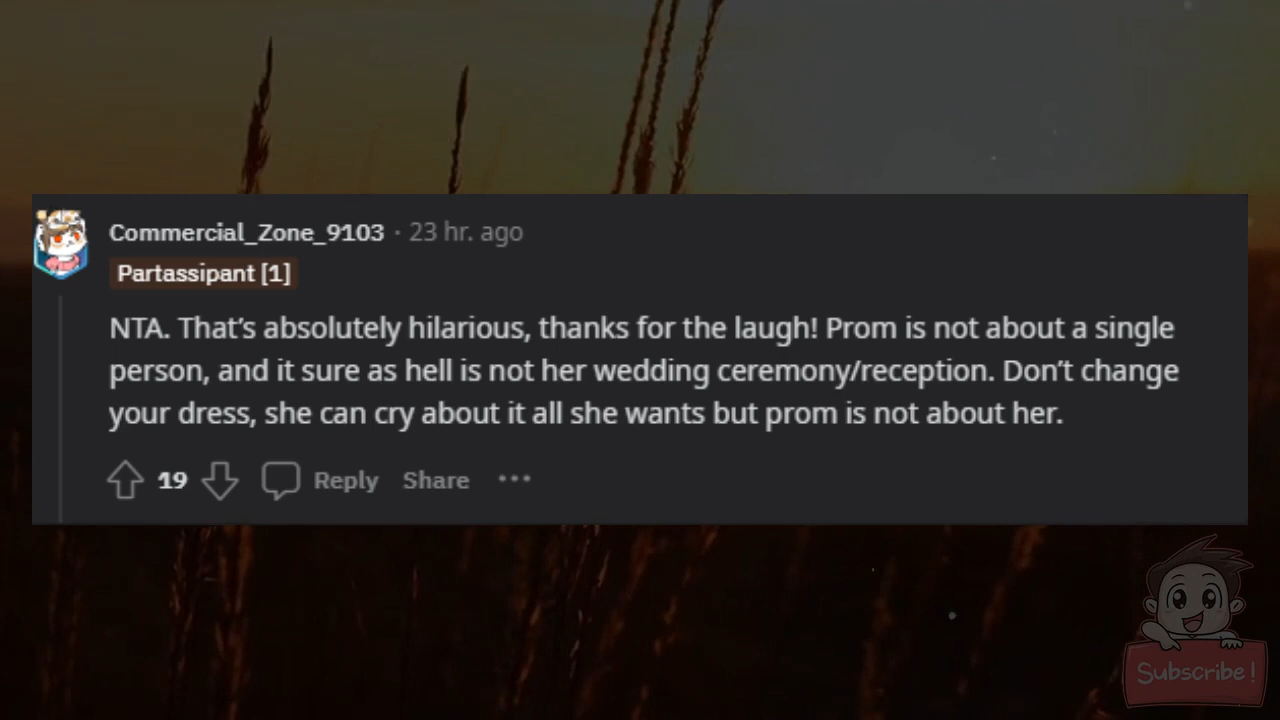 Commercial_Zone_9103 · 23 hr. ago
Partassipant [1]
NTA. That’s absolutely hilarious, thanks for the laugh! Prom is not about a single
person, and it sure as hell is not her wedding ceremony/reception. Don’t change
your dress, she can cry about it all she wants but prom is not about her.
19 Reply Share ···
Subscribe!